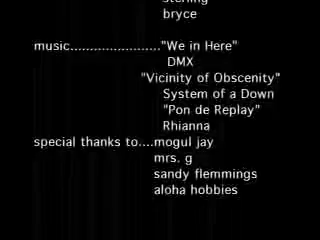 sterling
bryce
music......................."We in Here"
DMX
"Vicinity of Obscenity"
System of a Down
"Pon de Replay"
Rhianna
special thanks to....mogul jay
mrs. g
sandy flemmings
aloha hobbies